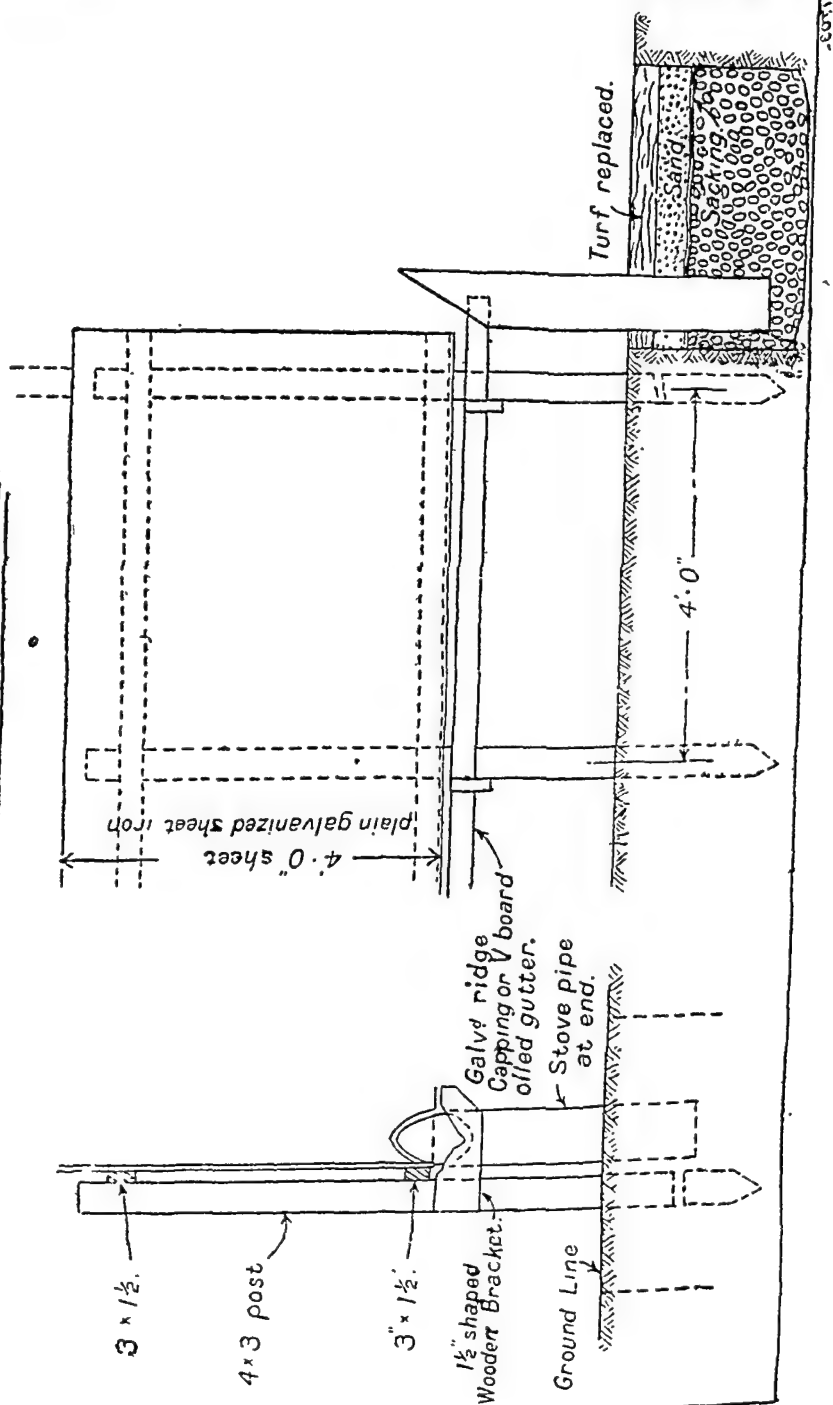 3 × 1½.
4 × 3 post
3" × 1½"
1½" shaped
Wooden Bracket.
Ground Line
Galvd ridge
Capping or V board
oiled gutter.
Stove pipe
at end.
4'.0" sheet
plain galvanized sheet iron
4'.0"
Turf replaced.
Sand
Sacking